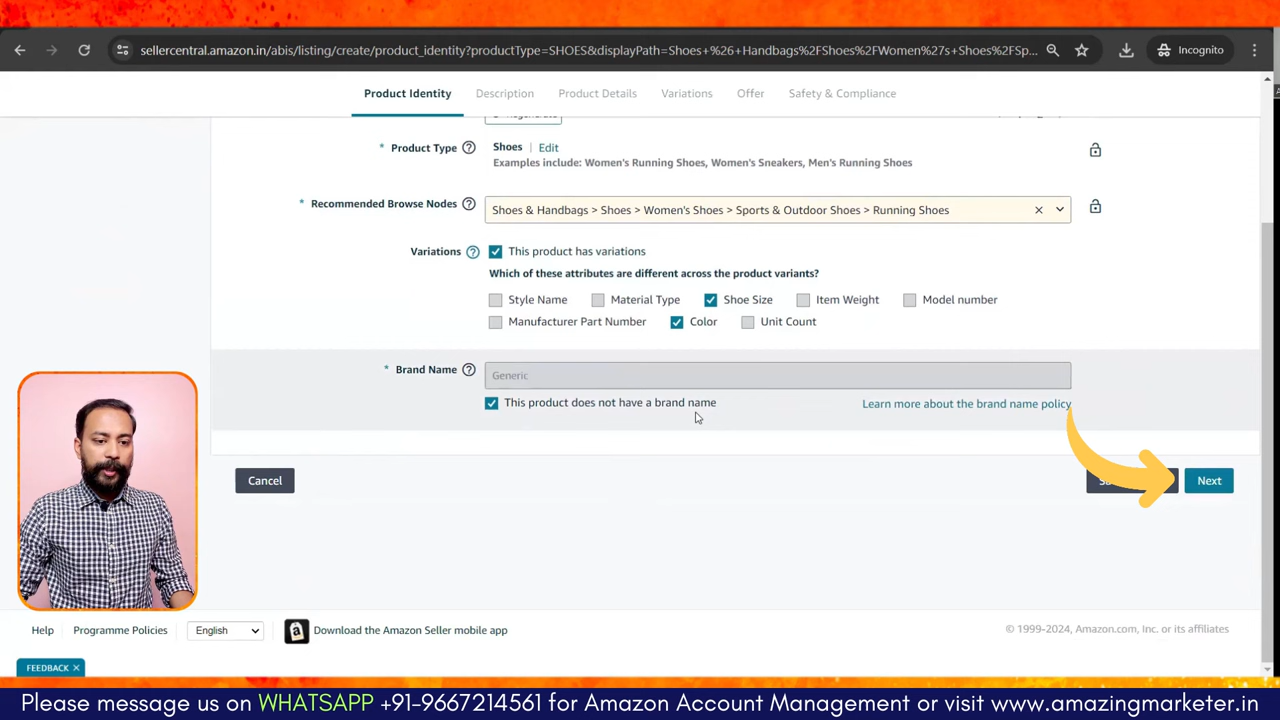 sellercentral.amazon.in/abis/listing/create/product_identity?productType=SHOES&displayPath=Shoes+%26+Handbags%2FShoes%2FWomen%27s+Shoes%2FSp... Incognito
Product Identity Description Product Details Variations Offer Safety & Compliance
* Product Type Shoes | Edit
Examples include: Women's Running Shoes, Women's Sneakers, Men's Running Shoes
* Recommended Browse Nodes Shoes & Handbags > Shoes > Women's Shoes > Sports & Outdoor Shoes > Running Shoes
Variations This product has variations
Which of these attributes are different across the product variants?
Style Name Material Type Shoe Size Item Weight Model number
Manufacturer Part Number Color Unit Count
* Brand Name Generic
This product does not have a brand name Learn more about the brand name policy
Cancel Next
Help Programme Policies English Download the Amazon Seller mobile app © 1999-2024, Amazon.com, Inc. or its affiliates
FEEDBACK
Please message us on WHATSAPP +91-9667214561 for Amazon Account Management or visit www.amazingmarketer.in